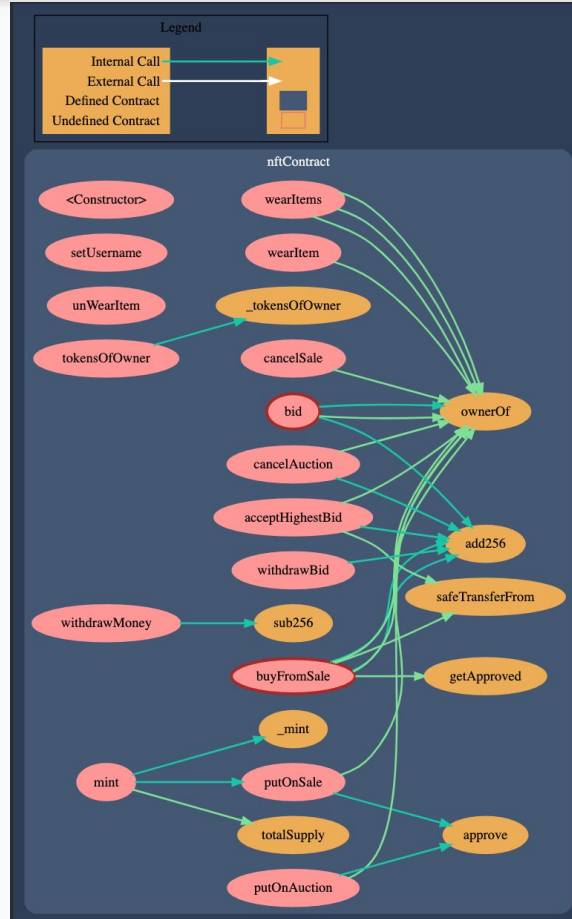 Legend
Internal Call
External Call
Defined Contract
Undefined Contract
nftContract
<Constructor>
wearItems
setUsername
wearItem
unWearItem
_tokensOfOwner
tokensOfOwner
cancelSale
bid
ownerOf
cancelAuction
acceptHighestBid
add256
withdrawBid
safeTransferFrom
withdrawMoney
sub256
buyFromSale
getApproved
_mint
mint
putOnSale
totalSupply
approve
putOnAuction